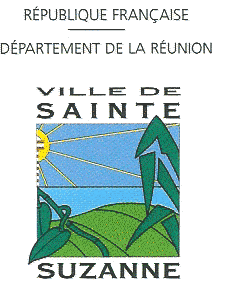 RÉPUBLIQUE FRANÇAISE
DÉPARTEMENT DE LA RÉUNION
VILLE DE
SAINTE
SUZANNE